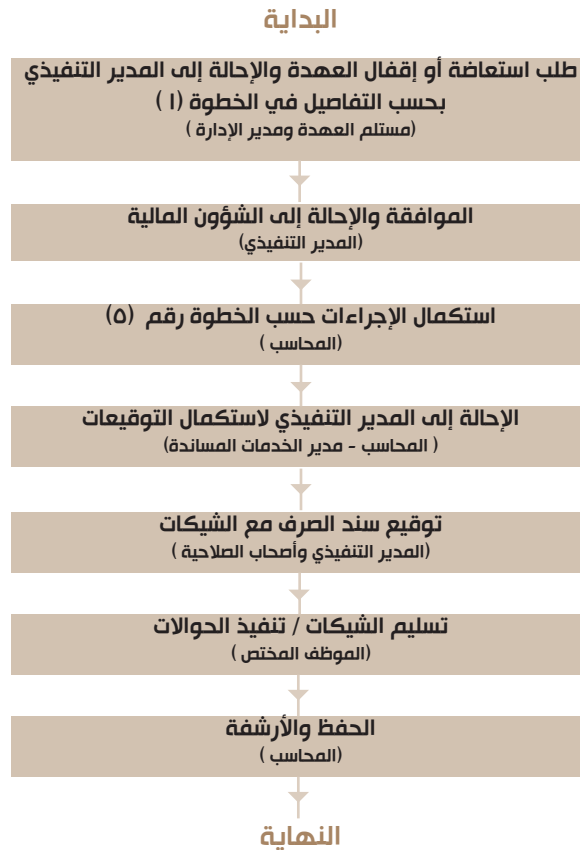 البداية
طلب استعاضة أو إقفال العهدة والإحالة إلى المدير التنفيذي
بحسب التفاصيل في الخطوة (١ )
(مستلم العهدة ومدير الإدارة )
الموافقة والإحالة إلى الشؤون المالية
(المدير التنفيذي)
استكمال الإجراءات حسب الخطوة رقم (٥)
(المحاسب )
الإحالة إلى المدير التنفيذي لاستكمال التوقيعات
( المحاسب - مدير الخدمات المساندة)
توقيع سند الصرف مع الشيكات
(المدير التنفيذي وأصحاب الصلاحية )
تسليم الشيكات / تنفيذ الحوالات
(الموظف المختص )
الحفظ والأرشفة
(المحاسب )
النهاية